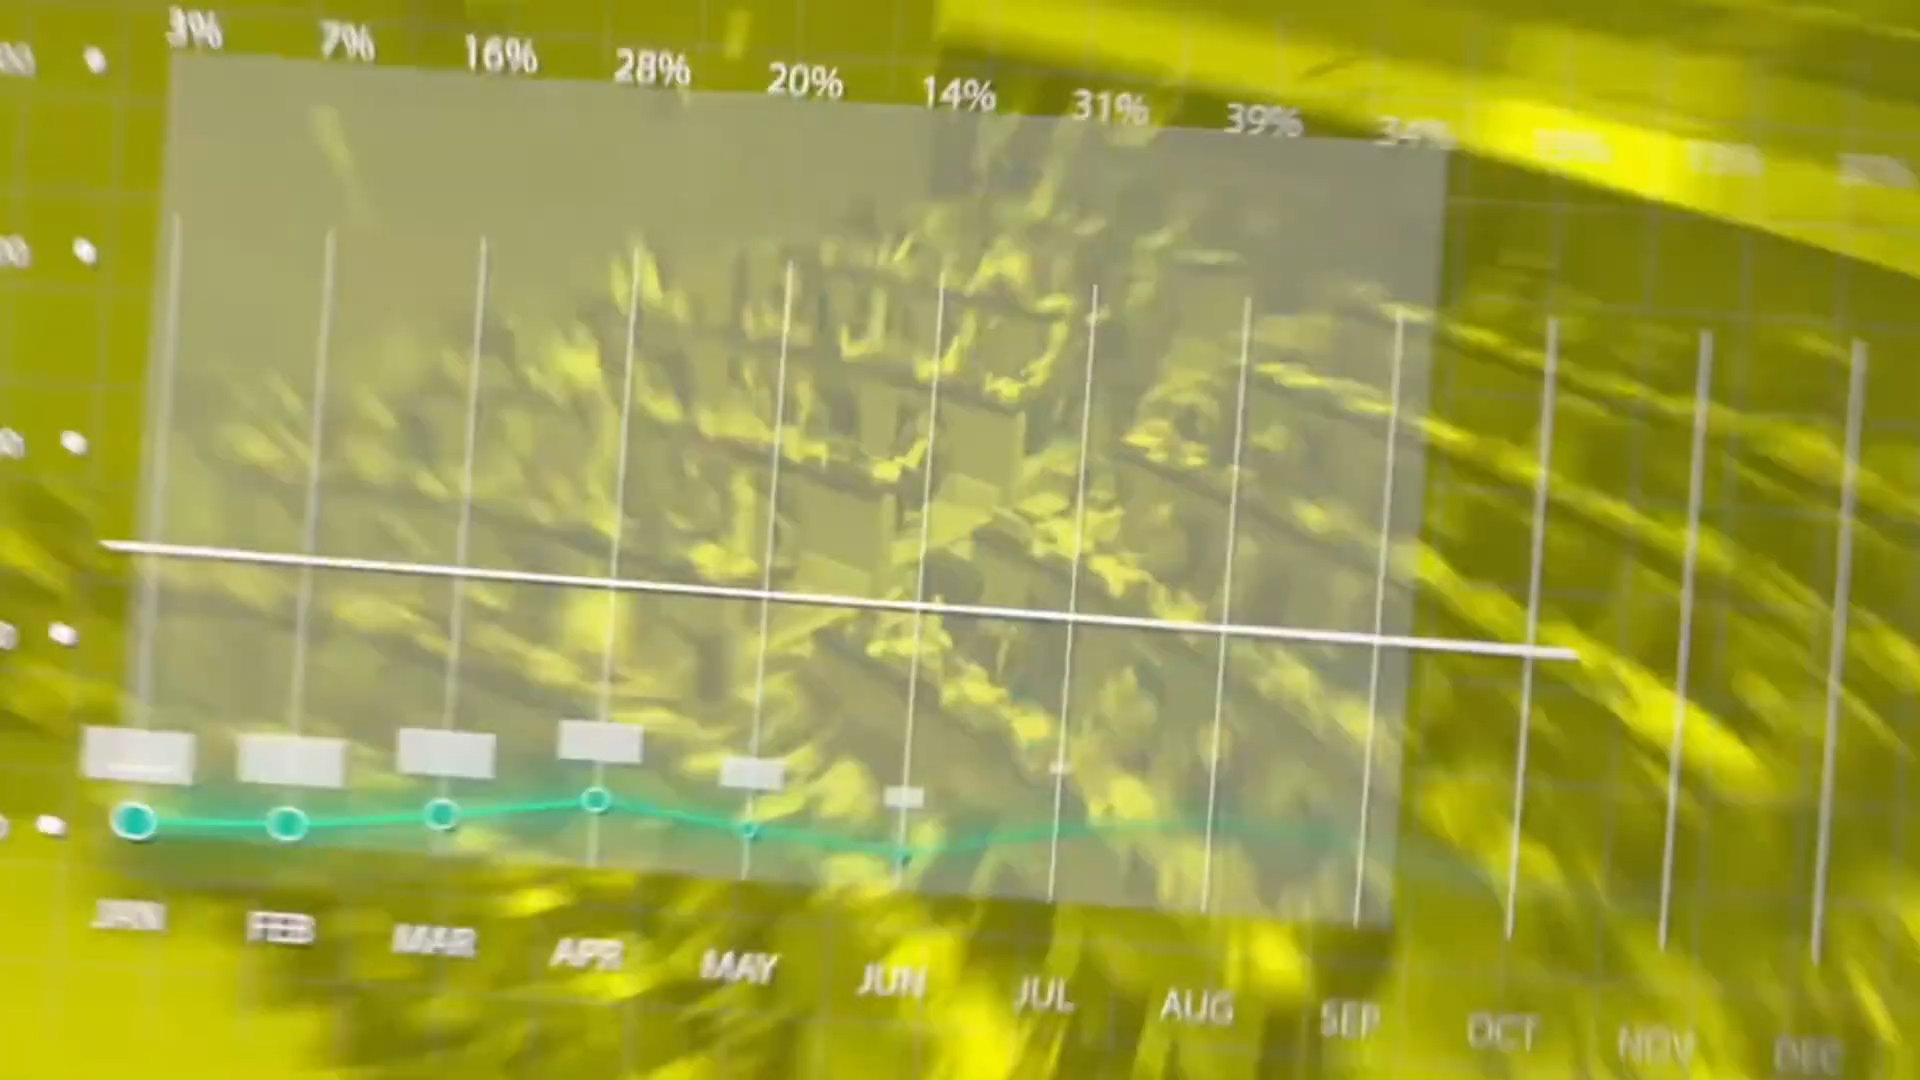 3% 7% 16% 28% 20% 14% 31% 39% 34%
JAN FEB MAR APR MAY JUN JUL AUG SEP OCT NOV DEC